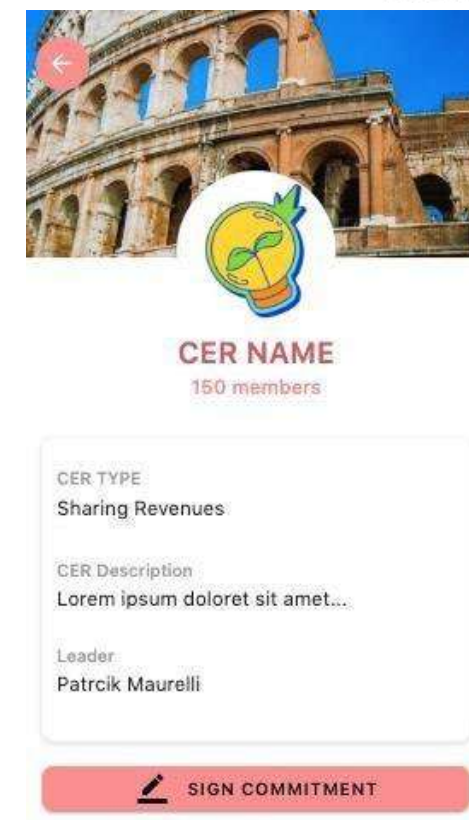 CER NAME
150 members
CER TYPE
Sharing Revenues
CER Description
Lorem ipsum doloret sit amet...
Leader
Patrcik Maurelli
SIGN COMMITMENT